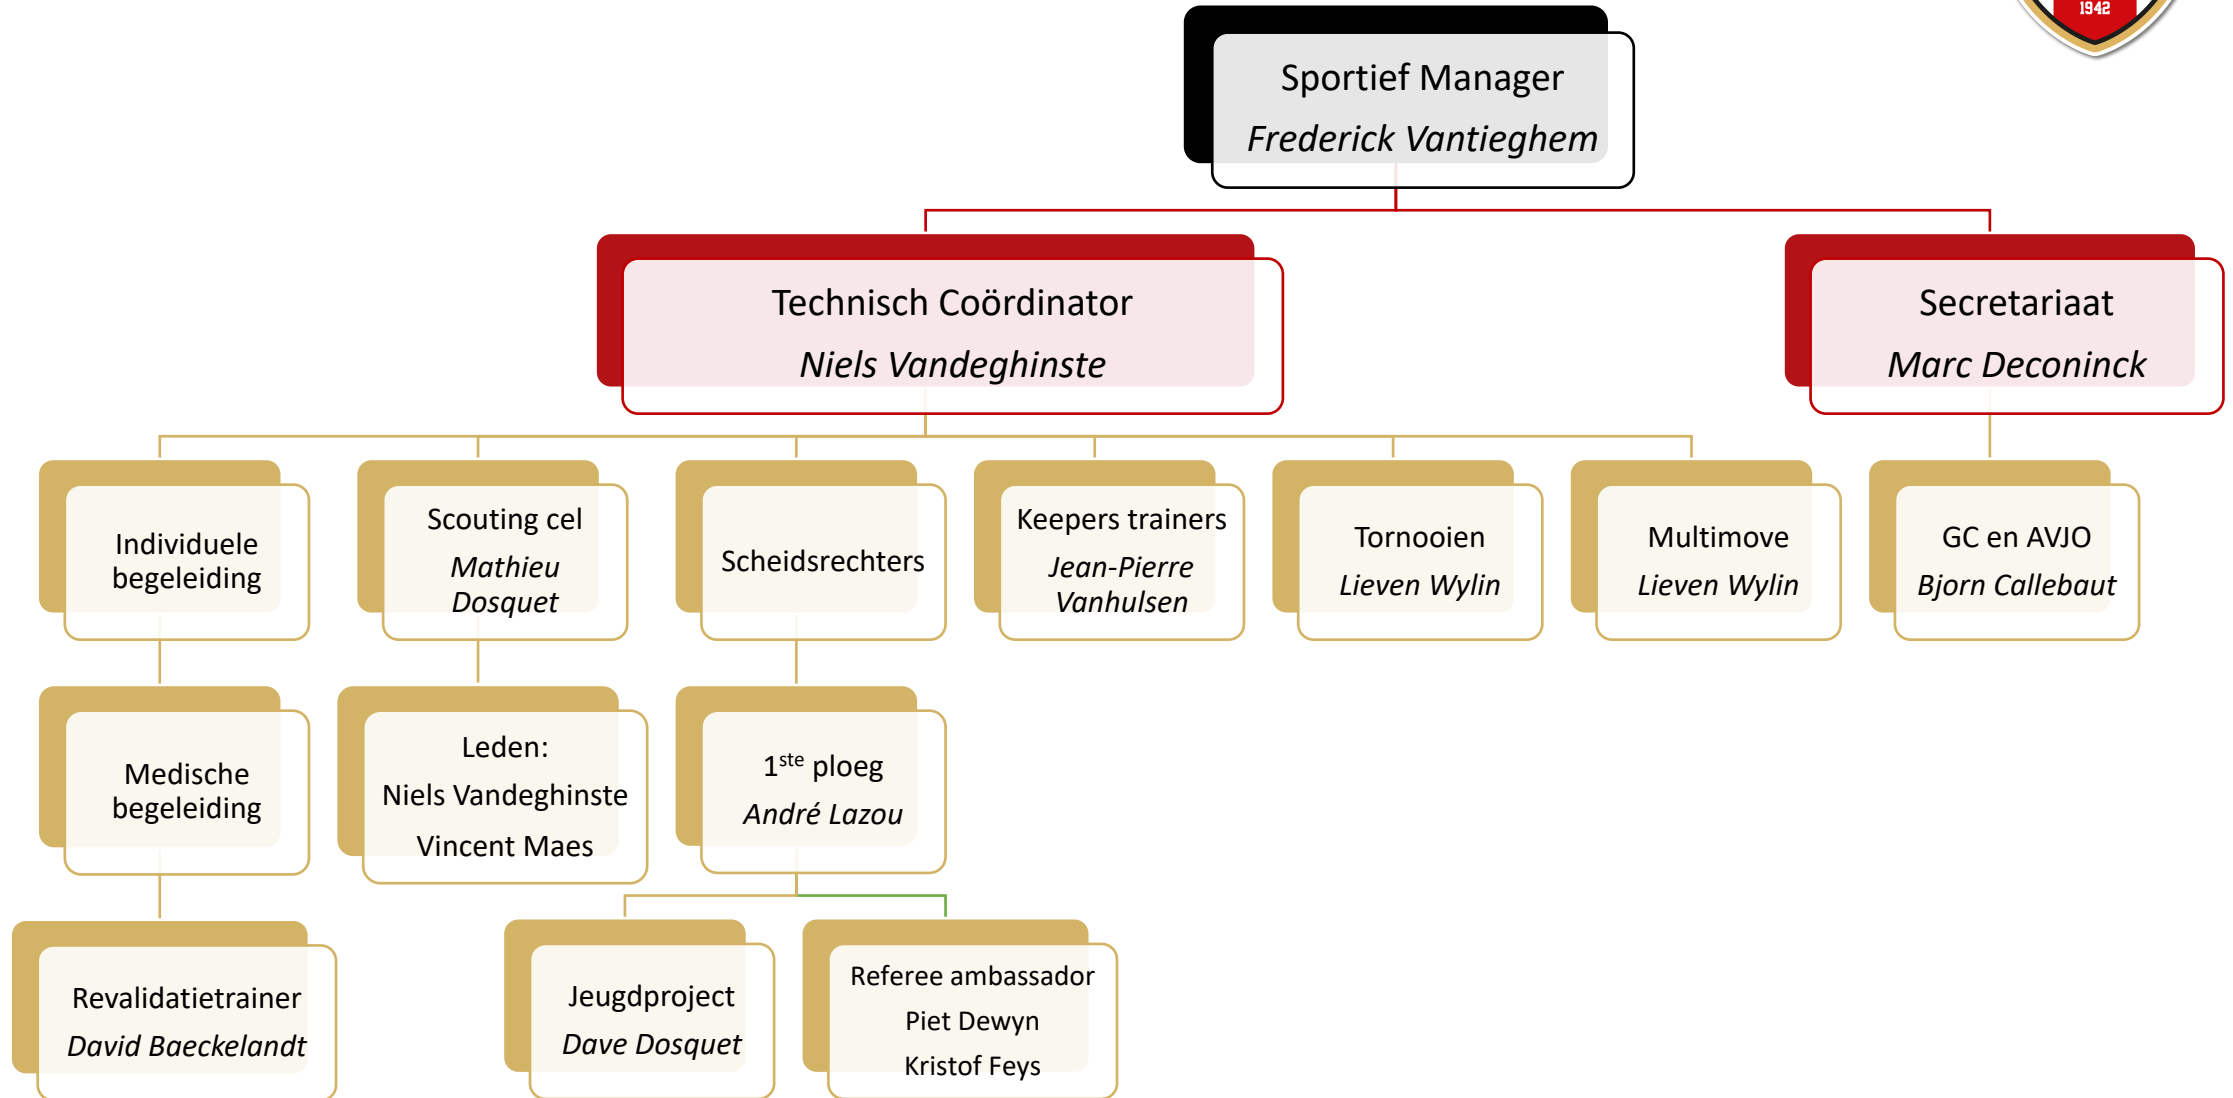 1942
Sportief Manager
Frederick Vantieghem
Technisch Coördinator
Niels Vandeghinste
Secretariaat
Marc Deconinck
Individuele
begeleiding
Scouting cel
Mathieu
Dosquet
Scheidsrechters
Keepers trainers
Jean-Pierre
Vanhulsen
Tornooien
Lieven Wylin
Multimove
Lieven Wylin
GC en AVJO
Bjorn Callebaut
Medische
begeleiding
Leden:
Niels Vandeghinste
Vincent Maes
1ste ploeg
André Lazou
Revalidatietrainer
David Baeckelandt
Jeugdproject
Dave Dosquet
Referee ambassador
Piet Dewyn
Kristof Feys